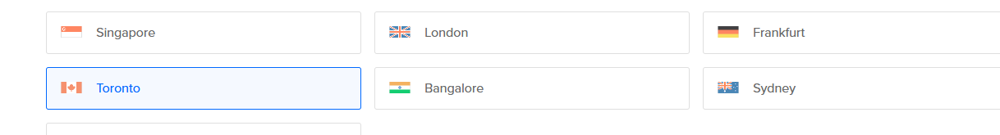 Singapore
London
Frankfurt
Toronto
Bangalore
Sydney